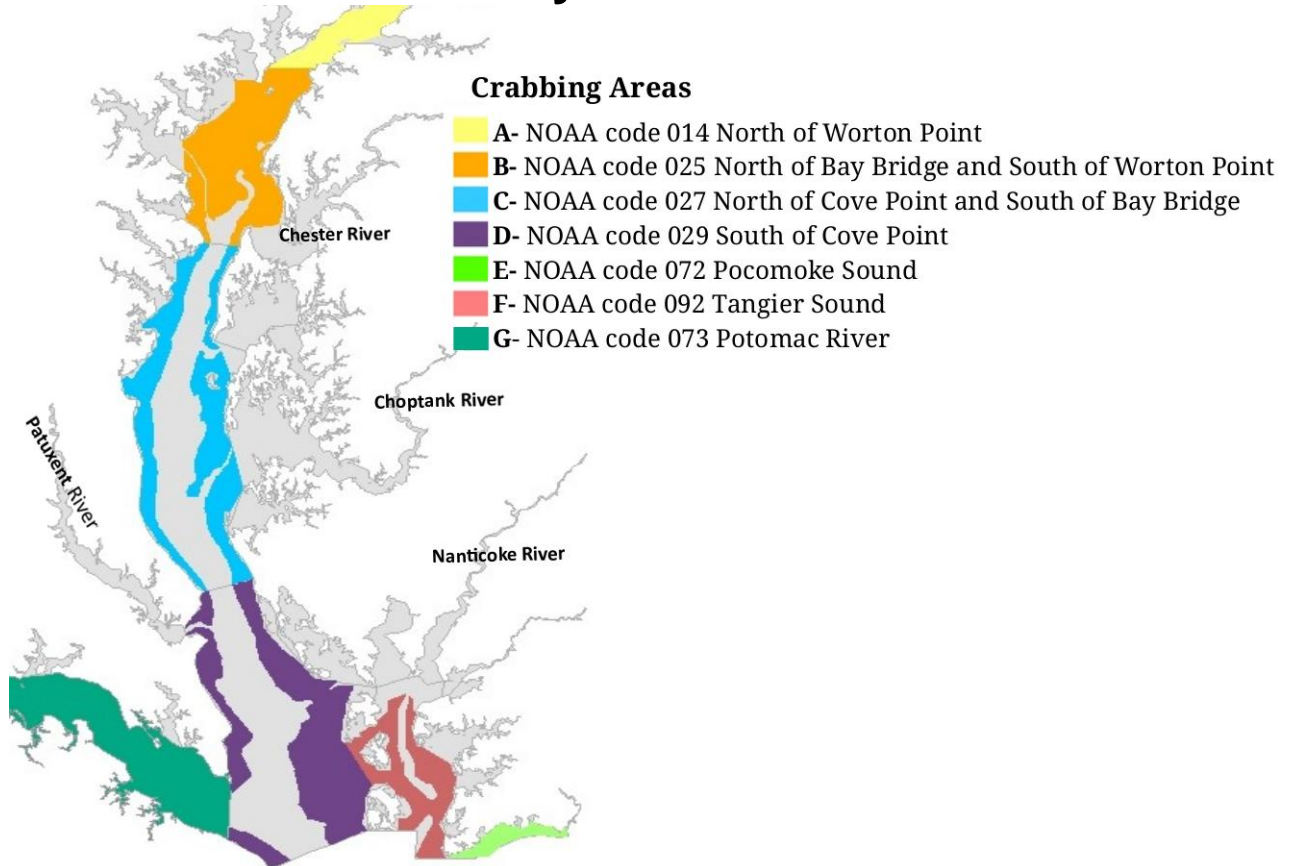 Crabbing Areas
A- NOAA code 014 North of Worton Point
B- NOAA code 025 North of Bay Bridge and South of Worton Point
C- NOAA code 027 North of Cove Point and South of Bay Bridge
D- NOAA code 029 South of Cove Point
E- NOAA code 072 Pocomoke Sound
F- NOAA code 092 Tangier Sound
G- NOAA code 073 Potomac River
Chester River
Choptank River
Patuxent River
Nanticoke River